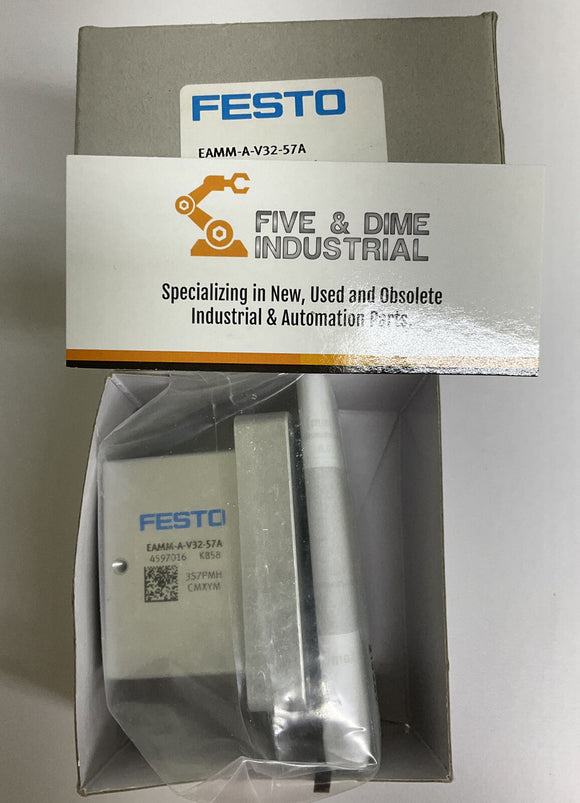 FESTO
EAMM-A-V32-57A
FIVE & DIME
INDUSTRIAL
Specializing in New, Used and Obsolete
Industrial & Automation Parts.
FESTO
EAMM-A-V32-57A
4597016 K858
357PMH
CMXYM